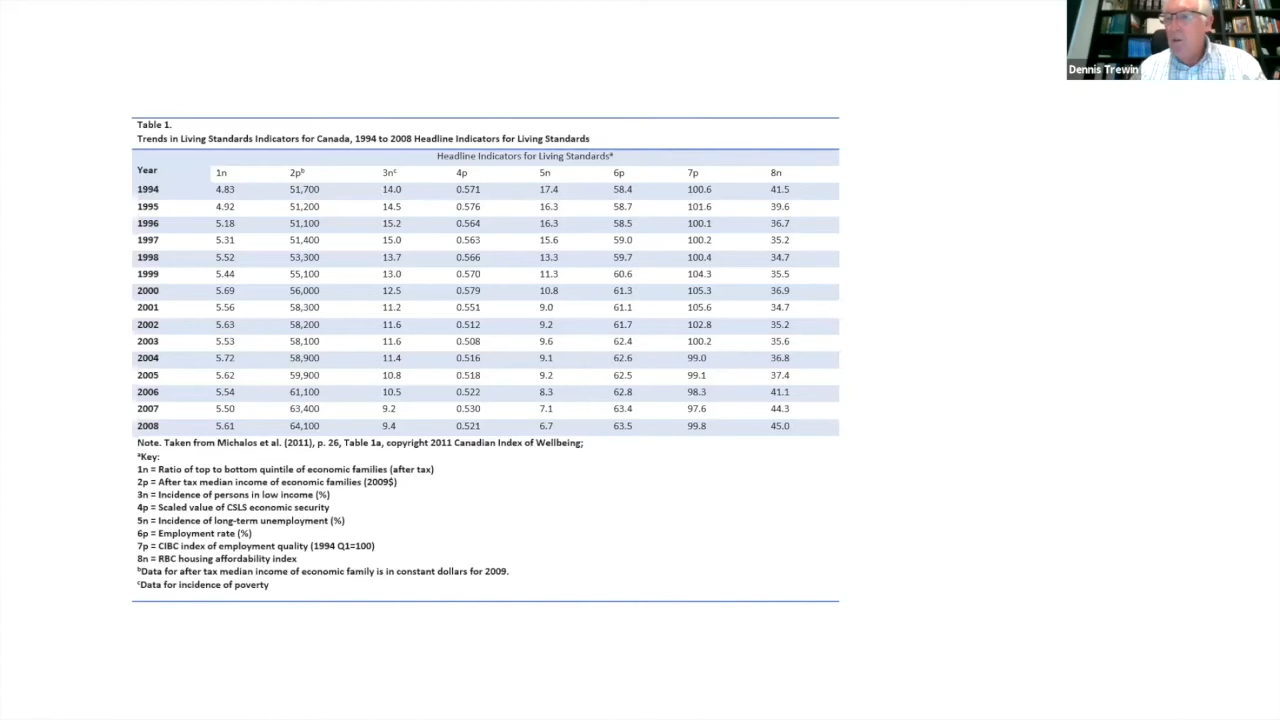 Dennis Trewin
Table 1.
Trends in Living Standards Indicators for Canada, 1994 to 2008 Headline Indicators for Living Standards
Headline Indicators for Living Standardsᵃ
Year 1n 2pᵇ 3nᶜ 4p 5n 6p 7p 8n
1994 4.83 51,700 14.0 0.571 17.4 58.4 100.6 41.5
1995 4.92 51,200 14.5 0.576 16.3 58.7 101.6 39.6
1996 5.18 51,100 15.2 0.564 16.3 58.5 100.1 36.7
1997 5.31 51,400 15.0 0.563 15.6 59.0 100.2 35.2
1998 5.52 53,300 13.7 0.566 13.3 59.7 100.4 34.7
1999 5.44 55,100 13.0 0.570 11.3 60.6 104.3 35.5
2000 5.69 56,000 12.5 0.579 10.8 61.3 105.3 36.9
2001 5.56 58,300 11.2 0.551 9.0 61.1 105.6 34.7
2002 5.63 58,200 11.6 0.512 9.2 61.7 102.8 35.2
2003 5.53 58,100 11.6 0.508 9.6 62.4 100.2 35.6
2004 5.72 58,900 11.4 0.516 9.1 62.6 99.0 36.8
2005 5.62 59,900 10.8 0.518 9.2 62.5 99.1 37.4
2006 5.54 61,100 10.5 0.522 8.3 62.8 98.3 41.1
2007 5.50 63,400 9.2 0.530 7.1 63.4 97.6 44.3
2008 5.61 64,100 9.4 0.521 6.7 63.5 99.8 45.0
Note. Taken from Michalos et al. (2011), p. 26, Table 1a, copyright 2011 Canadian Index of Wellbeing;
ᵃKey:
1n = Ratio of top to bottom quintile of economic families (after tax)
2p = After tax median income of economic families (2009$)
3n = Incidence of persons in low income (%)
4p = Scaled value of CSLS economic security
5n = Incidence of long-term unemployment (%)
6p = Employment rate (%)
7p = CIBC index of employment quality (1994 Q1=100)
8n = RBC housing affordability index
ᵇData for after tax median income of economic family is in constant dollars for 2009.
ᶜData for incidence of poverty